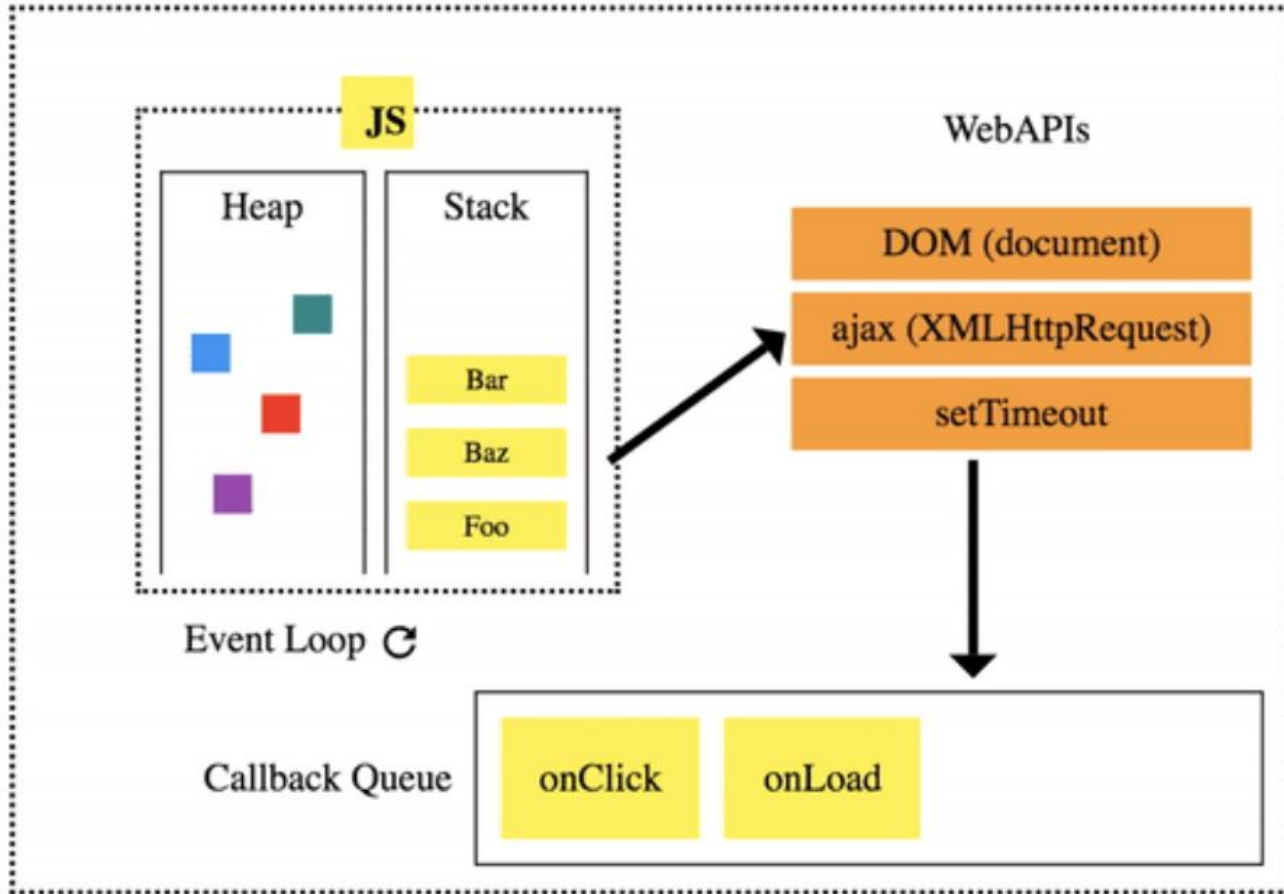 JS
Heap
Stack
Bar
Baz
Foo
WebAPIs
DOM (document)
ajax (XMLHttpRequest)
setTimeout
Event Loop
Callback Queue
onClick
onLoad